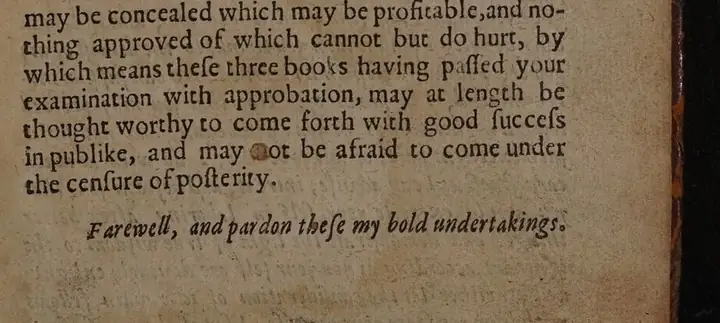 may be concealed which may be profitable, and no-
thing approved of which cannot but do hurt, by
which means theſe three books having paſſed your
examination with approbation, may at length be
thought worthy to come forth with good ſucceſs
in publike, and may not be afraid to come under
the cenſure of poſterity.
Farewell, and pardon theſe my bold undertakings.